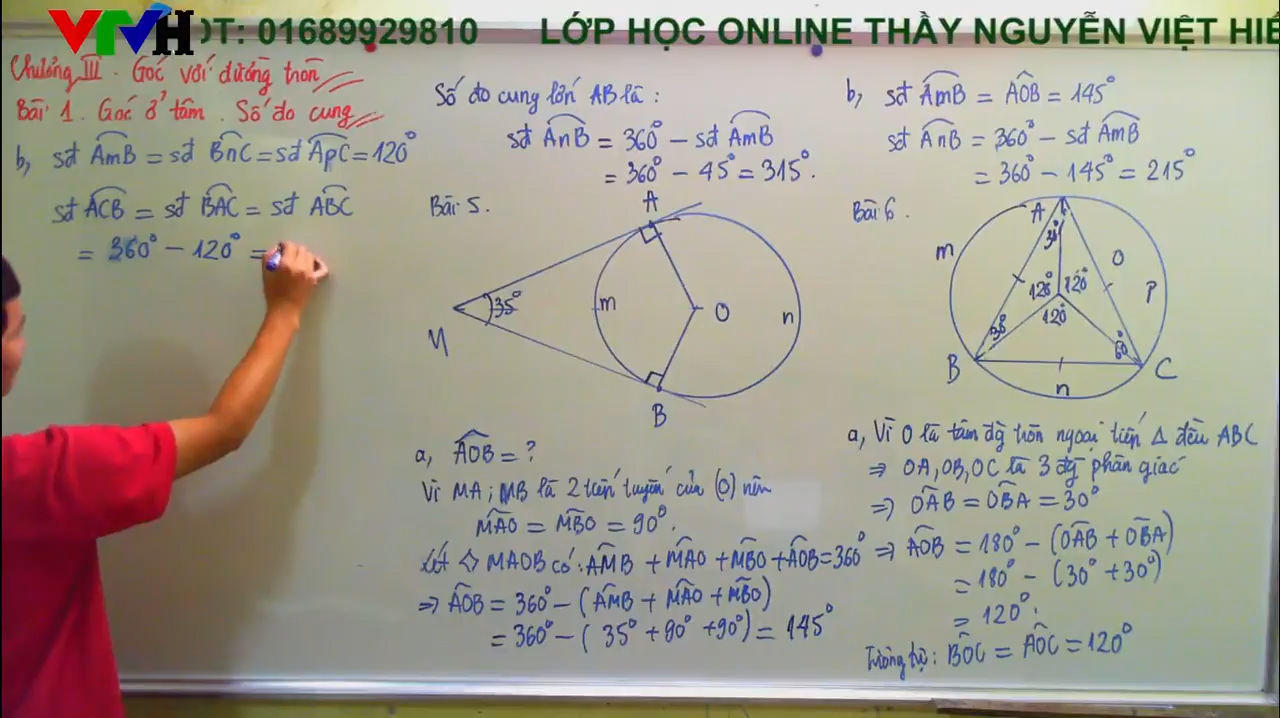 VTVH
ĐT: 01689929810 LỚP HỌC ONLINE THẦY NGUYỄN VIỆT HIẾ
Chương III. Góc với đường tròn
Bài 1. Góc ở tâm. Số đo cung
b, sđ AmB = sđ BnC = sđ ApC = 120°
sđ ACB = sđ BAC = sđ ABC
= 360° - 120° =
Số đo cung lớn AB là:
sđ AnB = 360° - sđ AmB
= 360° - 45° = 315°.
Bài 5.
A
35°
m
O
n
M
B
a, AOB = ?
Vì MA; MB là 2 tiếp tuyến của (O) nên
MAO = MBO = 90°.
Xét ◇ MAOB có: AMB + MAO + MBO + AOB = 360°
⇒ AOB = 360° - (AMB + MAO + MBO)
= 360° - (35° + 90° + 90°) = 145°
b, sđ AmB = AOB = 145°
sđ AnB = 360° - sđ AmB
= 360° - 145° = 215°
Bài 6.
A
m
30°
O
120° 120°
P
120°
30°
60°
B
n
C
a, Vì O là tâm đg tròn ngoại tiếp Δ đều ABC
⇒ OA, OB, OC là 3 đg phân giác
⇒ OAB = OBA = 30°
⇒ AOB = 180° - (OAB + OBA)
= 180° - (30° + 30°)
= 120°.
Tương tự: BOC = AOC = 120°